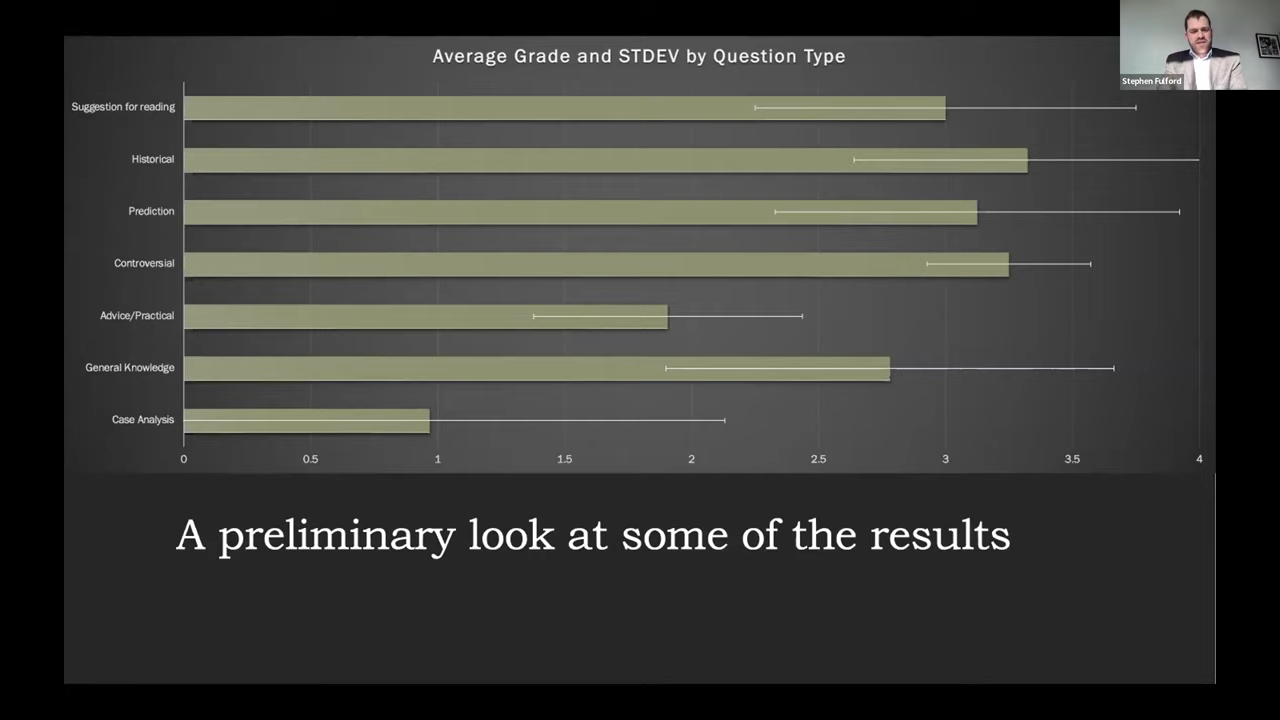 Average Grade and STDEV by Question Type
Stephen Fulford
Suggestion for reading
Historical
Prediction
Controversial
Advice/Practical
General Knowledge
Case Analysis
0 0.5 1 1.5 2 2.5 3 3.5 4
A preliminary look at some of the results